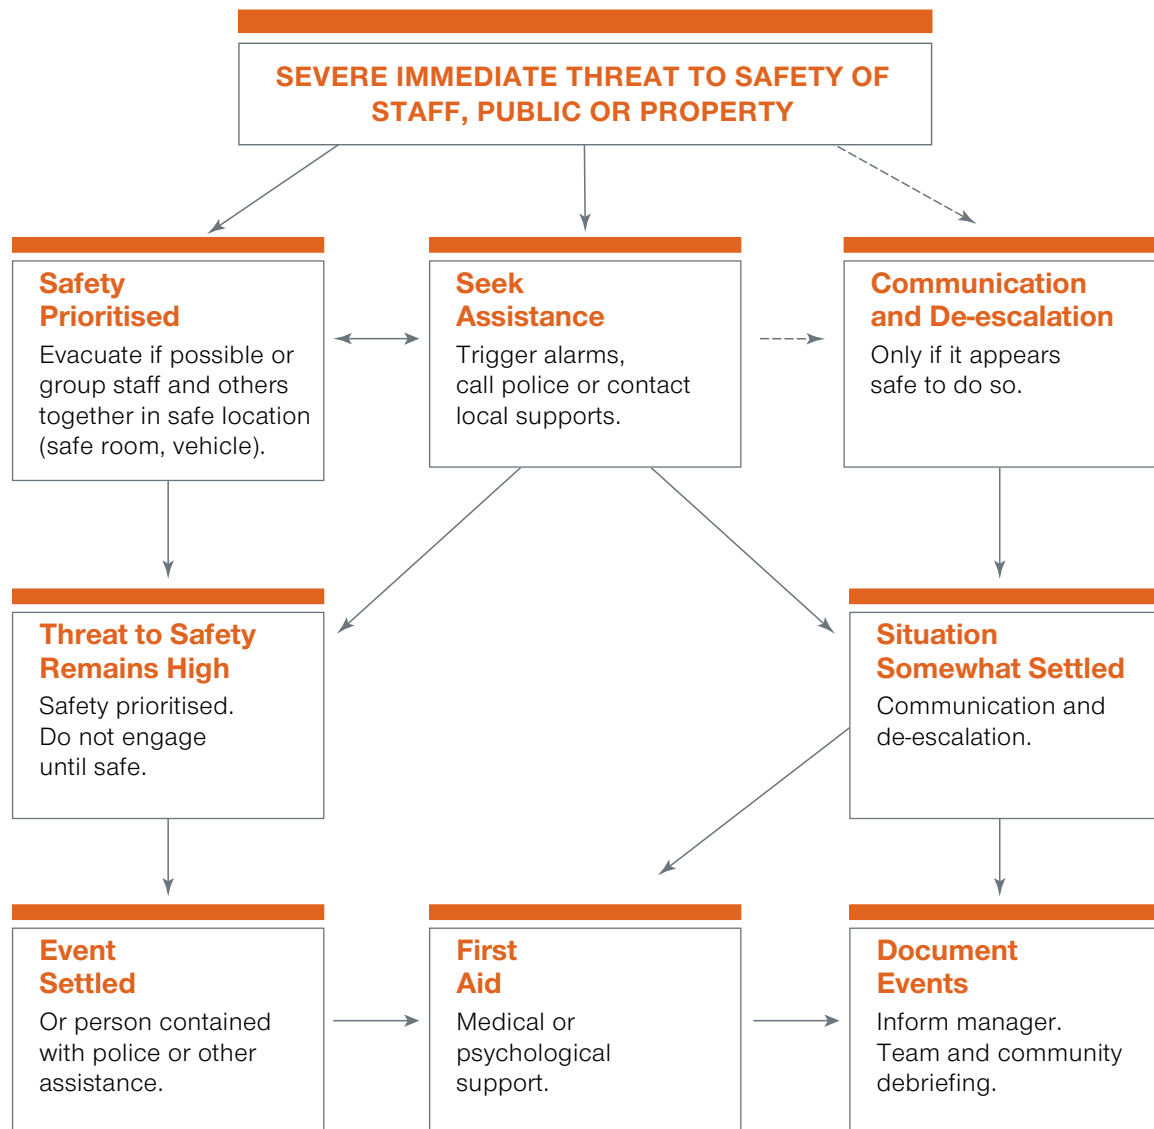 SEVERE IMMEDIATE THREAT TO SAFETY OF
STAFF, PUBLIC OR PROPERTY
Safety
Prioritised
Evacuate if possible or
group staff and others
together in safe location
(safe room, vehicle).
Seek
Assistance
Trigger alarms,
call police or contact
local supports.
Communication
and De-escalation
Only if it appears
safe to do so.
Threat to Safety
Remains High
Safety prioritised.
Do not engage
until safe.
Situation
Somewhat Settled
Communication and
de-escalation.
Event
Settled
Or person contained
with police or other
assistance.
First
Aid
Medical or
psychological
support.
Document
Events
Inform manager.
Team and community
debriefing.